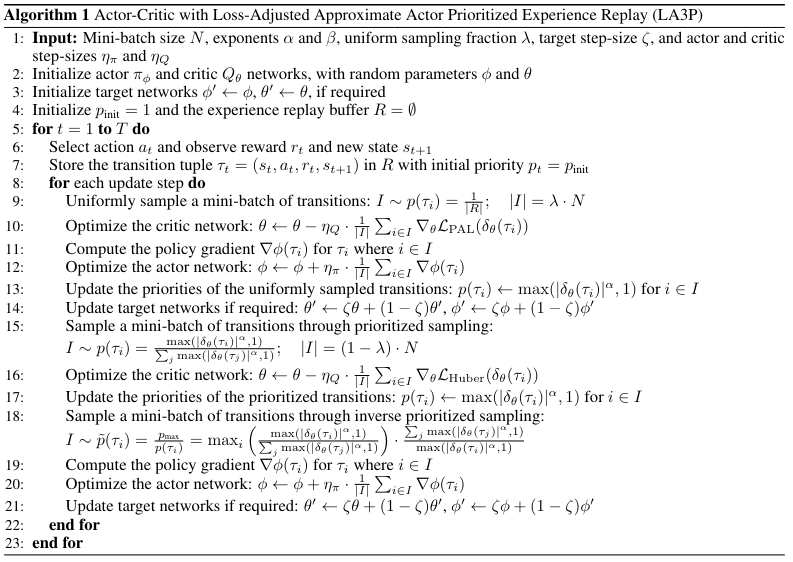 Algorithm 1 Actor-Critic with Loss-Adjusted Approximate Actor Prioritized Experience Replay (LA3P)
1: Input: Mini-batch size N, exponents α and β, uniform sampling fraction λ, target step-size ζ, and actor and critic
step-sizes η_π and η_Q
2: Initialize actor π_ϕ and critic Q_θ networks, with random parameters ϕ and θ
3: Initialize target networks ϕ′ ← ϕ, θ′ ← θ, if required
4: Initialize p_init = 1 and the experience replay buffer R = ∅
5: for t = 1 to T do
6: Select action a_t and observe reward r_t and new state s_{t+1}
7: Store the transition tuple τ_t = (s_t, a_t, r_t, s_{t+1}) in R with initial priority p_t = p_init
8: for each update step do
9: Uniformly sample a mini-batch of transitions: I ∼ p(τ_i) = 1/|R|; |I| = λ · N
10: Optimize the critic network: θ ← θ − η_Q · 1/|I| ∑_{i∈I} ∇_θ L_PAL(δ_θ(τ_i))
11: Compute the policy gradient ∇ϕ(τ_i) for τ_i where i ∈ I
12: Optimize the actor network: ϕ ← ϕ + η_π · 1/|I| ∑_{i∈I} ∇ϕ(τ_i)
13: Update the priorities of the uniformly sampled transitions: p(τ_i) ← max(|δ_θ(τ_i)|^α, 1) for i ∈ I
14: Update target networks if required: θ′ ← ζθ + (1 − ζ)θ′, ϕ′ ← ζϕ + (1 − ζ)ϕ′
15: Sample a mini-batch of transitions through prioritized sampling:
I ∼ p(τ_i) = max(|δ_θ(τ_i)|^α,1) / ∑_j max(|δ_θ(τ_j)|^α,1); |I| = (1 − λ) · N
16: Optimize the critic network: θ ← θ − η_Q · 1/|I| ∑_{i∈I} ∇_θ L_Huber(δ_θ(τ_i))
17: Update the priorities of the prioritized transitions: p(τ_i) ← max(|δ_θ(τ_i)|^α, 1) for i ∈ I
18: Sample a mini-batch of transitions through inverse prioritized sampling:
I ∼ p̃(τ_i) = p_max/p(τ_i) = max_i ( max(|δ_θ(τ_i)|^α,1) / ∑_j max(|δ_θ(τ_j)|^α,1) ) · ∑_j max(|δ_θ(τ_j)|^α,1) / max(|δ_θ(τ_i)|^α,1)
19: Compute the policy gradient ∇ϕ(τ_i) for τ_i where i ∈ I
20: Optimize the actor network: ϕ ← ϕ + η_π · 1/|I| ∑_{i∈I} ∇ϕ(τ_i)
21: Update target networks if required: θ′ ← ζθ + (1 − ζ)θ′, ϕ′ ← ζϕ + (1 − ζ)ϕ′
22: end for
23: end for